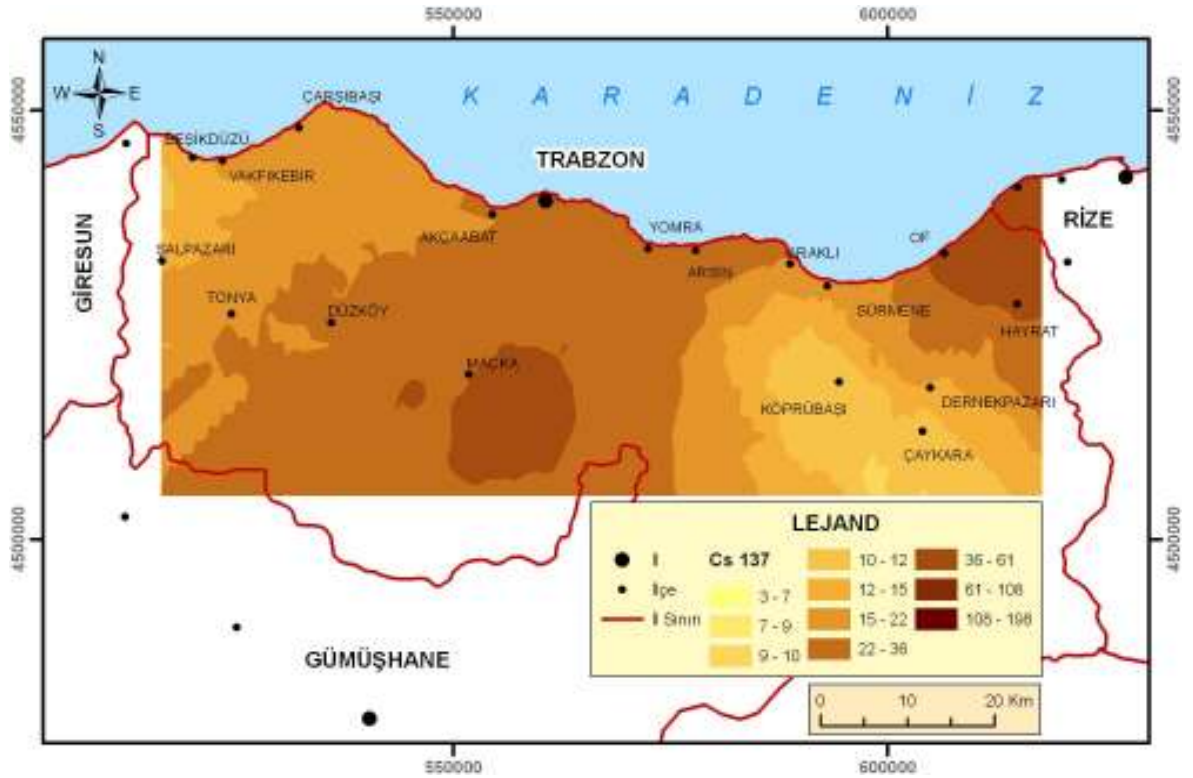 550000
600000
N
W E
S
4550000
4550000
K A R A D E N İ Z
ÇARŞIBAŞI
BEŞİKDÜZÜ
VAKFIKEBİR
TRABZON
GİRESUN
RİZE
ŞALPAZARI
AKÇAABAT
YOMRA
ARSİN
ARAKLI
OF
TONYA
DÜZKÖY
SÜRMENE
HAYRAT
MAÇKA
KÖPRÜBAŞI
DERNEKPAZARI
ÇAYKARA
4500000
4500000
GÜMÜŞHANE
LEJAND
İl
İlçe
İl Sınırı
Cs 137
3 - 7
7 - 9
9 - 10
10 - 12
12 - 15
15 - 22
22 - 36
36 - 61
61 - 108
108 - 198
0 10 20 Km
550000
600000